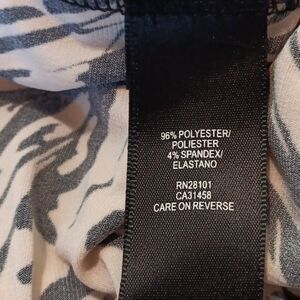 96% POLYESTER/
POLIESTER
4% SPANDEX/
ELASTANO
RN28101
CA31458
CARE ON REVERSE